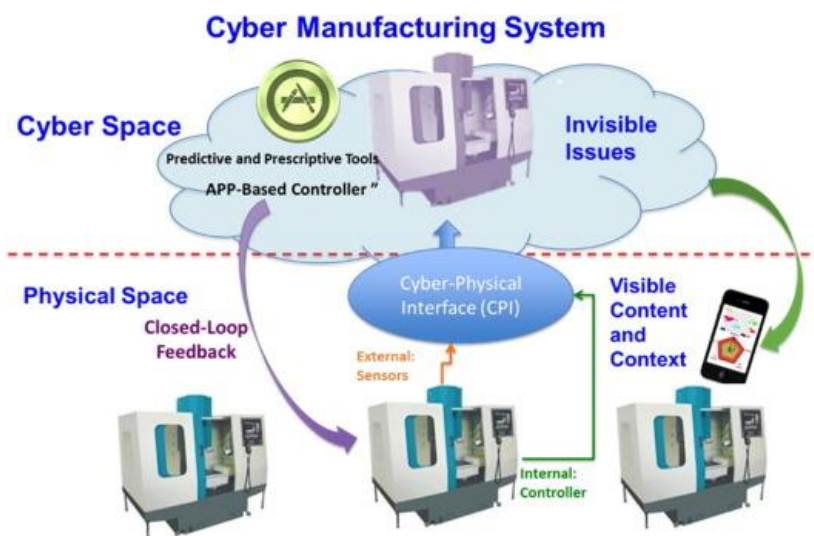 Cyber Manufacturing System
Cyber Space
Predictive and Prescriptive Tools
APP-Based Controller ”
Invisible
Issues
Physical Space
Closed-Loop
Feedback
Cyber-Physical
Interface (CPI)
Visible
Content
and
Context
External:
Sensors
Internal:
Controller